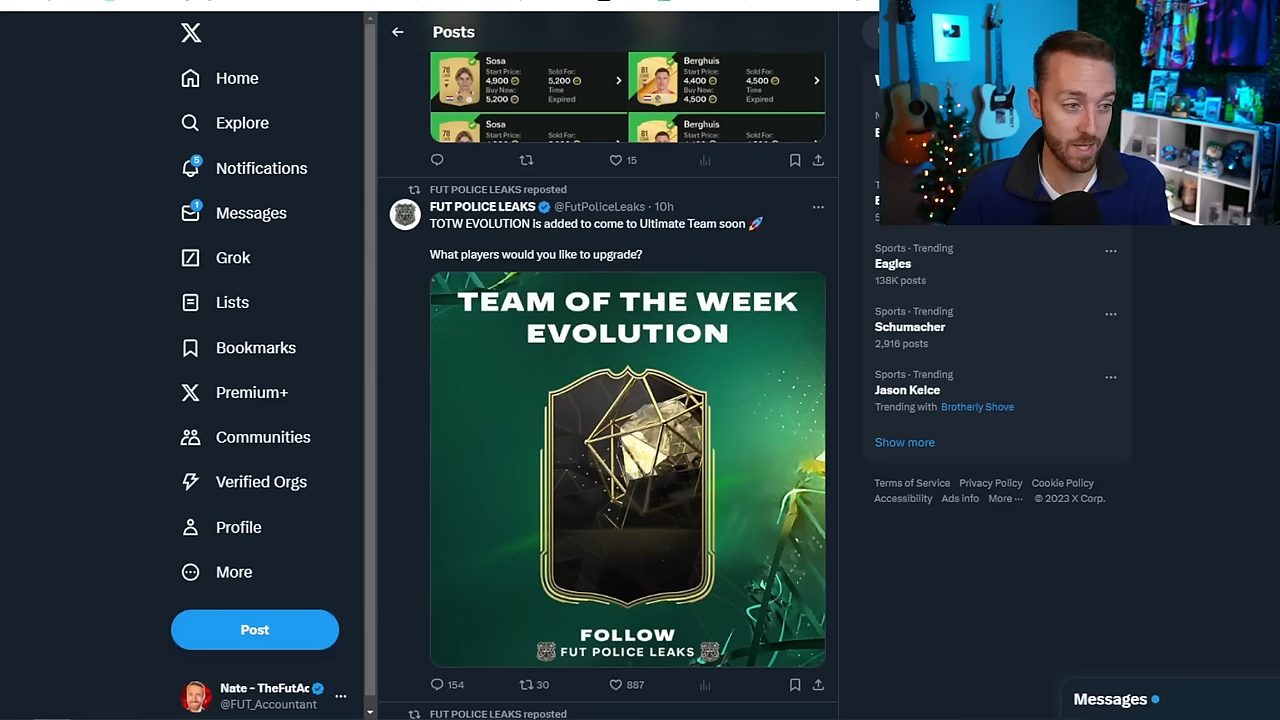 Home
Explore
5
Notifications
1
Messages
Grok
Lists
Bookmarks
Premium+
Communities
Verified Orgs
Profile
More
Post
Nate - TheFutAc
@FUT_Accountant
Posts
Sosa
Start Price:
4,900
Buy Now:
5,200
Sold For:
5,200
Time
Expired
Berghuis
Start Price:
4,400
Buy Now:
4,500
Sold For:
4,500
Time
Expired
Sosa
Berghuis
15
FUT POLICE LEAKS reposted
FUT POLICE LEAKS @FutPoliceLeaks · 10h
TOTW EVOLUTION is added to come to Ultimate Team soon 🚀
What players would you like to upgrade?
TEAM OF THE WEEK
EVOLUTION
FOLLOW
FUT POLICE LEAKS
154 30 887
FUT POLICE LEAKS reposted
Sports · Trending
Eagles
138K posts
Sports · Trending
Schumacher
2,916 posts
Sports · Trending
Jason Kelce
Trending with Brotherly Shove
Show more
Terms of Service Privacy Policy Cookie Policy
Accessibility Ads info More ··· © 2023 X Corp.
Messages